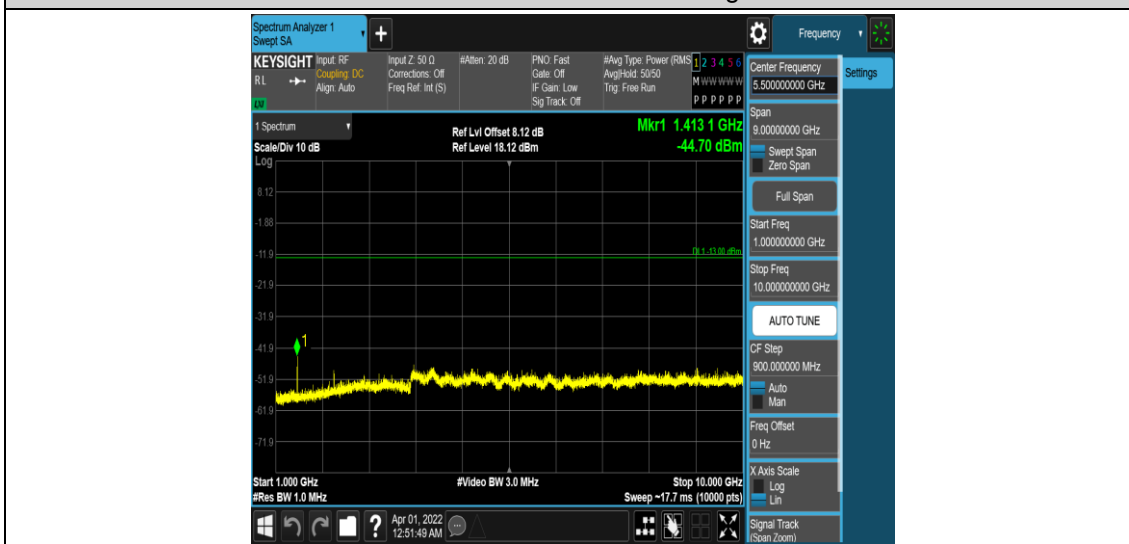 Spectrum Analyzer 1
Swept SA
Frequency
KEYSIGHT
RL
Input: RF
Coupling: DC
Align: Auto
Input Z: 50 Ω
Corrections: Off
Freq Ref: Int (S)
#Atten: 20 dB
PNO: Fast
Gate: Off
IF Gain: Low
Sig Track: Off
#Avg Type: Power (RMS
Avg|Hold: 50/50
Trig: Free Run
1 2 3 4 5 6
M W W W W W
P P P P P P
1 Spectrum
Scale/Div 10 dB
Log
Ref Lvl Offset 8.12 dB
Ref Level 18.12 dBm
Mkr1 1.413 1 GHz
-44.70 dBm
8.12
-1.88
-11.9
DL1 -13.00 dBm
-21.9
-31.9
-41.9
1
-51.9
-61.9
-71.9
Start 1.000 GHz
#Res BW 1.0 MHz
#Video BW 3.0 MHz
Stop 10.000 GHz
Sweep ~17.7 ms (10000 pts)
?
Apr 01, 2022
12:51:49 AM
Center Frequency
5.500000000 GHz
Settings
Span
9.00000000 GHz
Swept Span
Zero Span
Full Span
Start Freq
1.000000000 GHz
Stop Freq
10.000000000 GHz
AUTO TUNE
CF Step
900.000000 MHz
Auto
Man
Freq Offset
0 Hz
X Axis Scale
Log
Lin
Signal Track
(Span Zoom)